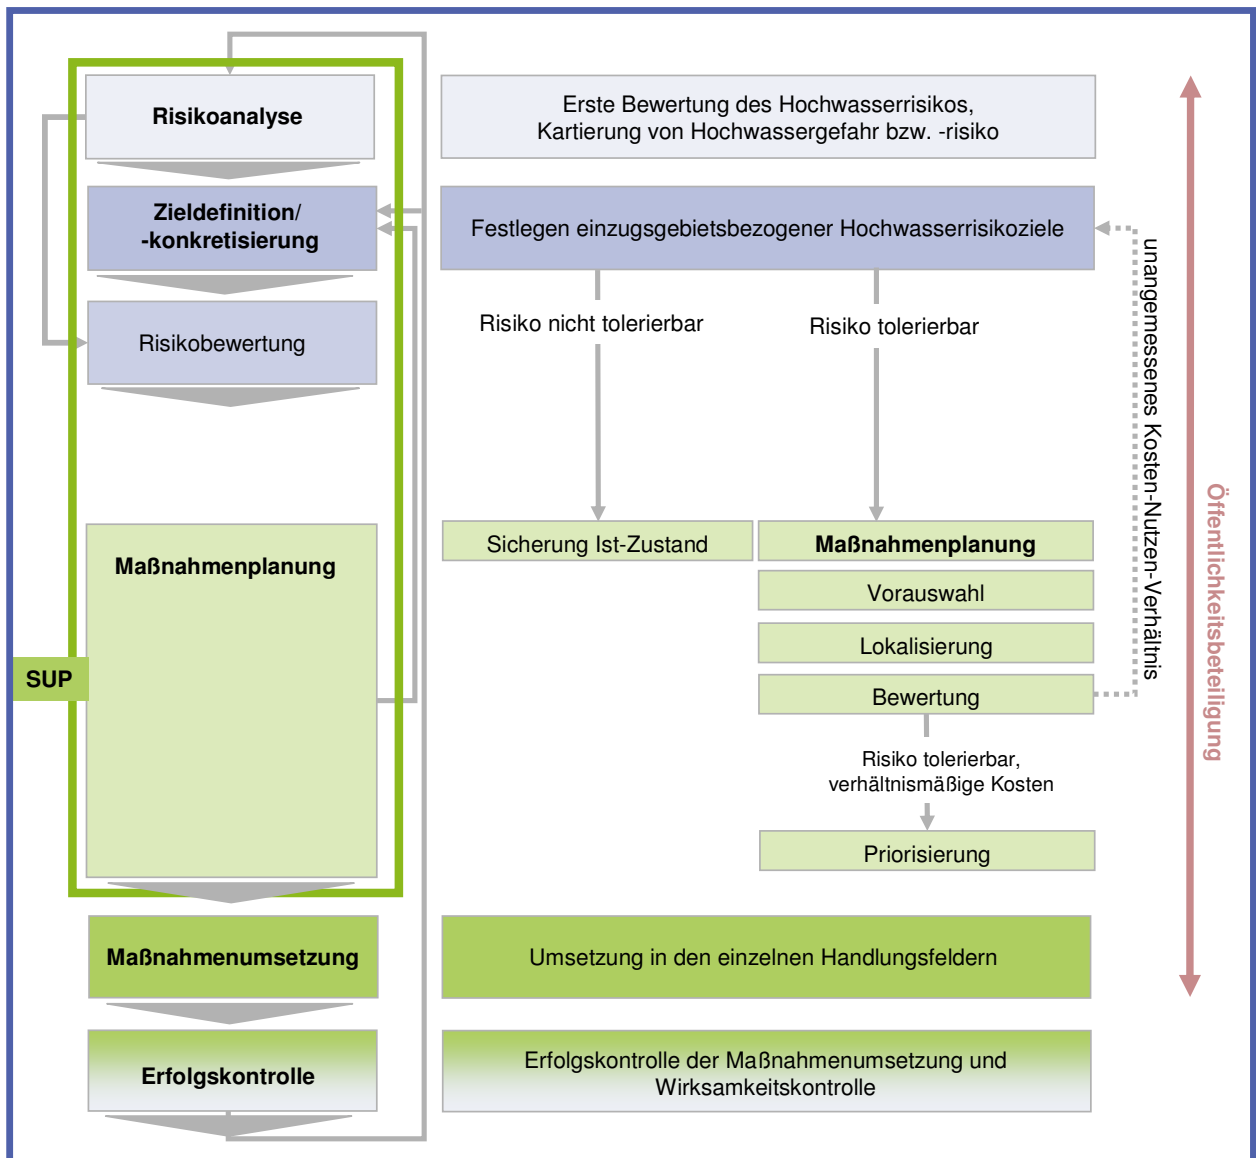 Risikoanalyse
Erste Bewertung des Hochwasserrisikos,
Kartierung von Hochwassergefahr bzw. -risiko
Zieldefinition/
-konkretisierung
Festlegen einzugsgebietsbezogener Hochwasserrisikoziele
Risikobewertung
Risiko nicht tolerierbar
Risiko tolerierbar
unangemessenes Kosten-Nutzen-Verhältnis
Öffentlichkeitsbeteiligung
Maßnahmenplanung
SUP
Sicherung Ist-Zustand
Maßnahmenplanung
Vorauswahl
Lokalisierung
Bewertung
Risiko tolerierbar,
verhältnismäßige Kosten
Priorisierung
Maßnahmenumsetzung
Umsetzung in den einzelnen Handlungsfeldern
Erfolgskontrolle
Erfolgskontrolle der Maßnahmenumsetzung und
Wirksamkeitskontrolle